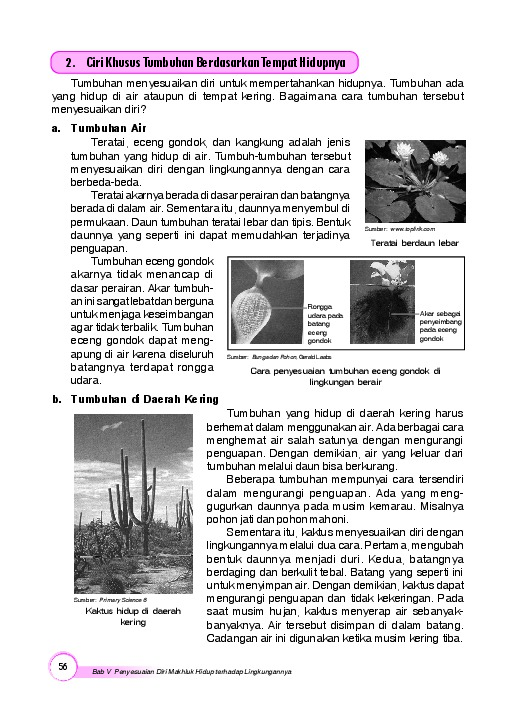 2. Ciri Khusus Tumbuhan Berdasarkan Tempat Hidupnya
Tumbuhan menyesuaikan diri untuk mempertahankan hidupnya. Tumbuhan ada
yang hidup di air ataupun di tempat kering. Bagaimana cara tumbuhan tersebut
menyesuaikan diri?
a. Tumbuhan Air
Teratai, eceng gondok, dan kangkung adalah jenis
tumbuhan yang hidup di air. Tumbuh-tumbuhan tersebut
menyesuaikan diri dengan lingkungannya dengan cara
berbeda-beda.
Teratai akarnya berada di dasar perairan dan batangnya
berada di dalam air. Sementara itu, daunnya menyembul di
permukaan. Daun tumbuhan teratai lebar dan tipis. Bentuk
daunnya yang seperti ini dapat memudahkan terjadinya
penguapan.
Sumber: www.toplirik.com
Teratai berdaun lebar
Tumbuhan eceng gondok
akarnya tidak menancap di
dasar perairan. Akar tumbuh-
an ini sangat lebat dan berguna
untuk menjaga keseimbangan
agar tidak terbalik. Tumbuhan
eceng gondok dapat meng-
apung di air karena diseluruh
batangnya terdapat rongga
udara.
Rongga
udara pada
batang
eceng
gondok
Akar sebagai
penyeimbang
pada eceng
gondok
Sumber: Bunga dan Pohon, Gerald Laebs
Cara penyesuaian tumbuhan eceng gondok di
lingkungan berair
b. Tumbuhan di Daerah Kering
Tumbuhan yang hidup di daerah kering harus
berhemat dalam menggunakan air. Ada berbagai cara
menghemat air salah satunya dengan mengurangi
penguapan. Dengan demikian, air yang keluar dari
tumbuhan melalui daun bisa berkurang.
Beberapa tumbuhan mempunyai cara tersendiri
dalam mengurangi penguapan. Ada yang meng-
gugurkan daunnya pada musim kemarau. Misalnya
pohon jati dan pohon mahoni.
Sementara itu, kaktus menyesuaikan diri dengan
lingkungannya melalui dua cara. Pertama, mengubah
bentuk daunnya menjadi duri. Kedua, batangnya
berdaging dan berkulit tebal. Batang yang seperti ini
untuk menyimpan air. Dengan demikian, kaktus dapat
mengurangi penguapan dan tidak kekeringan. Pada
saat musim hujan, kaktus menyerap air sebanyak-
banyaknya. Air tersebut disimpan di dalam batang.
Cadangan air ini digunakan ketika musim kering tiba.
Sumber: Primary Science 6
Kaktus hidup di daerah
kering
56
Bab V Penyesuaian Diri Makhluk Hidup terhadap Lingkungannya